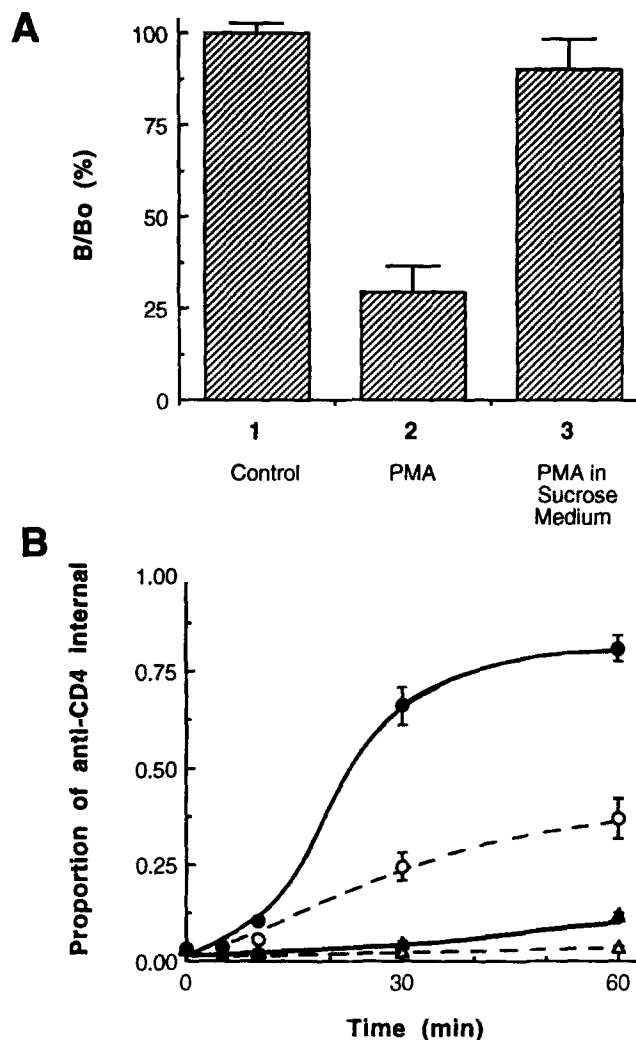 A
B/Bo (%)
100
75
50
25
0
1
2
3
Control
PMA
PMA in
Sucrose
Medium
B
Proportion of anti-CD4 internal
1.00
0.75
0.50
0.25
0.00
0
30
60
Time (min)